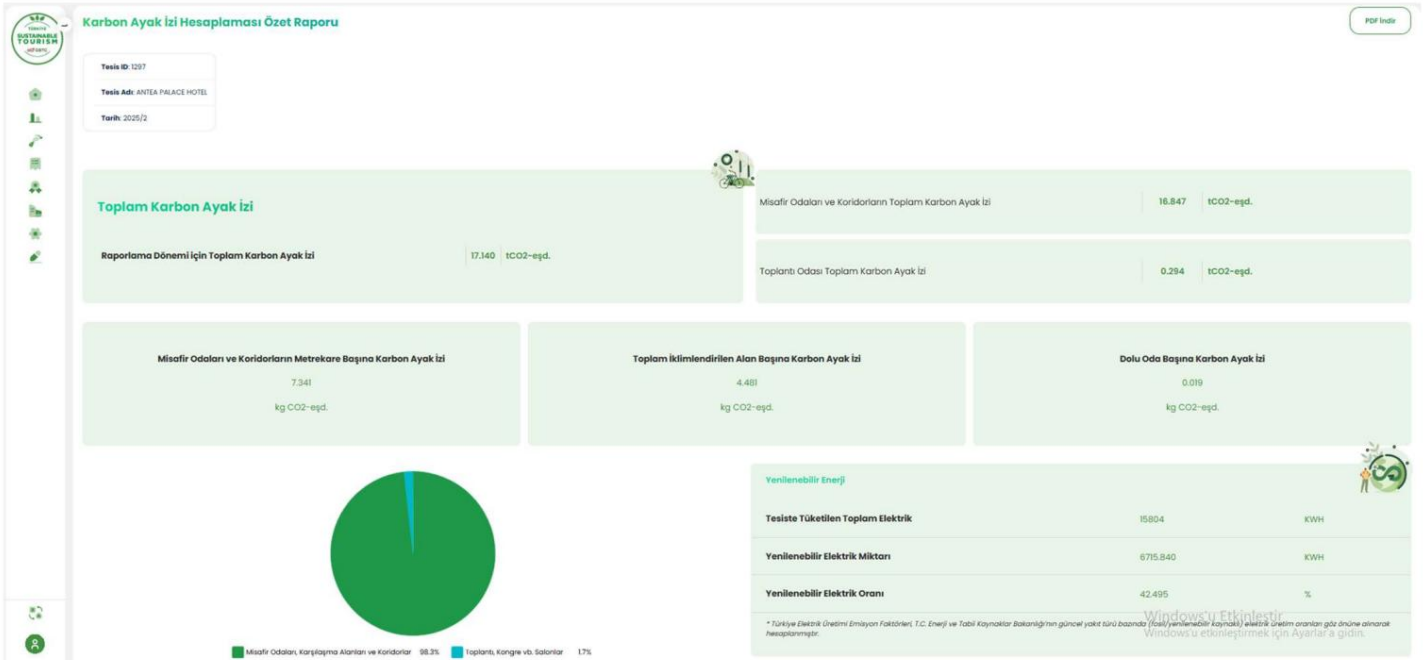 TÜRKİYE
SUSTAINABLE
TOURISM
Karbon Ayak İzi Hesaplaması Özet Raporu
PDF İndir
Tesis ID: 1297
Tesis Adı: ANTEA PALACE HOTEL
Tarih: 2025/2
Toplam Karbon Ayak İzi
Raporlama Dönemi için Toplam Karbon Ayak İzi 17.140 tCO2-eşd.
Misafir Odaları ve Koridorların Toplam Karbon Ayak İzi 16.847 tCO2-eşd.
Toplantı Odası Toplam Karbon Ayak İzi 0.294 tCO2-eşd.
Misafir Odaları ve Koridorların Metrekare Başına Karbon Ayak İzi
7.341
kg CO2-eşd.
Toplam İklimlendirilen Alan Başına Karbon Ayak İzi
4.481
kg CO2-eşd.
Dolu Oda Başına Karbon Ayak İzi
0.019
kg CO2-eşd.
Misafir Odaları, Karşılaşma Alanları ve Koridorlar 98.3% Toplantı, Kongre vb. Salonlar 1.7%
Yenilenebilir Enerji
Tesiste Tüketilen Toplam Elektrik 15804 KWH
Yenilenebilir Elektrik Miktarı 6715.840 KWH
Yenilenebilir Elektrik Oranı 42.495 %
* Türkiye Elektrik Üretimi Emisyon Faktörleri, T.C. Enerji ve Tabii Kaynaklar Bakanlığı'nın güncel yakıt türü bazında (fosil/yenilenebilir kaynaklı) elektrik üretim oranları göz önüne alınarak
hesaplanmıştır.
Windows'u Etkinleştir
Windows'u etkinleştirmek için Ayarlar'a gidin.